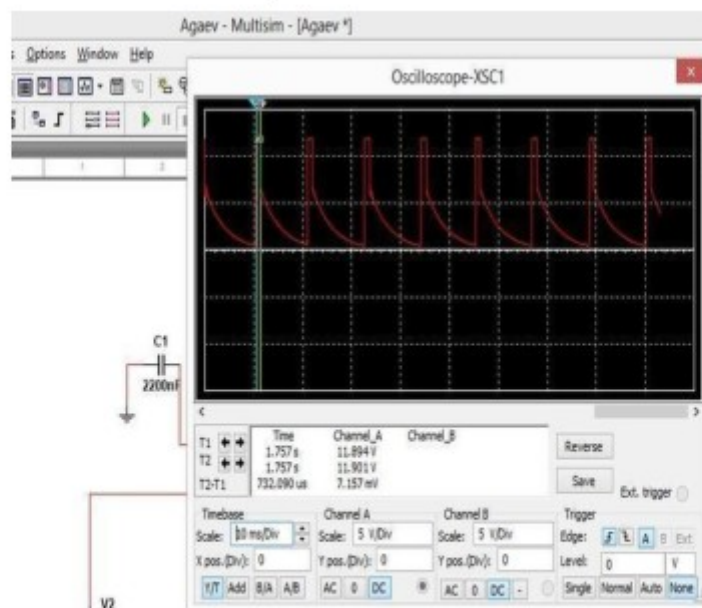 Agaev - Multisim - [Agaev *]
Options Window Help
Oscilloscope-XSC1
C1
2200nF
V2
Time Channel_A Channel_B
T1 1.757 s 11.894 V
T2 1.757 s 11.901 V
T2-T1 732.090 us 7.157 mV
Reverse
Save
Ext. trigger
Timebase Channel A Channel B Trigger
Scale: 10 ms/Div Scale: 5 V/Div Scale: 5 V/Div Edge: A B Ext
X pos.(Div): 0 Y pos.(Div): 0 Y pos.(Div): 0 Level: 0 V
Y/T Add B/A A/B AC 0 DC AC 0 DC - Single Normal Auto None